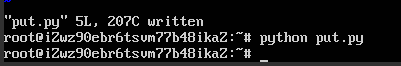 "put.py" 5L, 207C written
root@iZwz90ebr6tsvm77b48ikaZ:~# python put.py
root@iZwz90ebr6tsvm77b48ikaZ:~# _